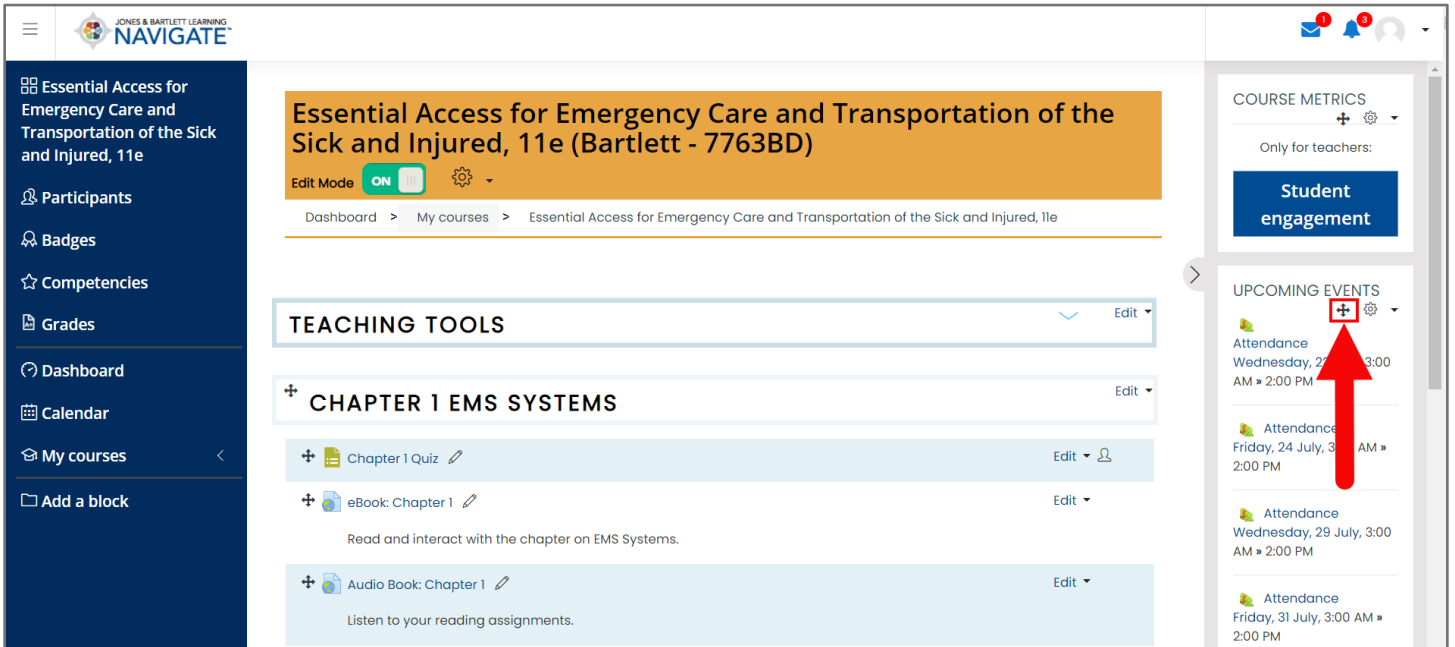 JONES & BARTLETT LEARNING
NAVIGATE™
1
3
Essential Access for
Emergency Care and
Transportation of the Sick
and Injured, 11e
Participants
Badges
Competencies
Grades
Dashboard
Calendar
My courses
Add a block
Essential Access for Emergency Care and Transportation of the
Sick and Injured, 11e (Bartlett - 7763BD)
Edit Mode ON
Dashboard > My courses > Essential Access for Emergency Care and Transportation of the Sick and Injured, 11e
TEACHING TOOLS
Edit
CHAPTER 1 EMS SYSTEMS
Edit
Chapter 1 Quiz
Edit
eBook: Chapter 1
Edit
Read and interact with the chapter on EMS Systems.
Audio Book: Chapter 1
Edit
Listen to your reading assignments.
COURSE METRICS
Only for teachers:
Student
engagement
UPCOMING EVENTS
Attendance
Wednesday, 3:00
AM » 2:00 PM
Attendance
Friday, 24 July, AM »
2:00 PM
Attendance
Wednesday, 29 July, 3:00
AM » 2:00 PM
Attendance
Friday, 31 July, 3:00 AM »
2:00 PM